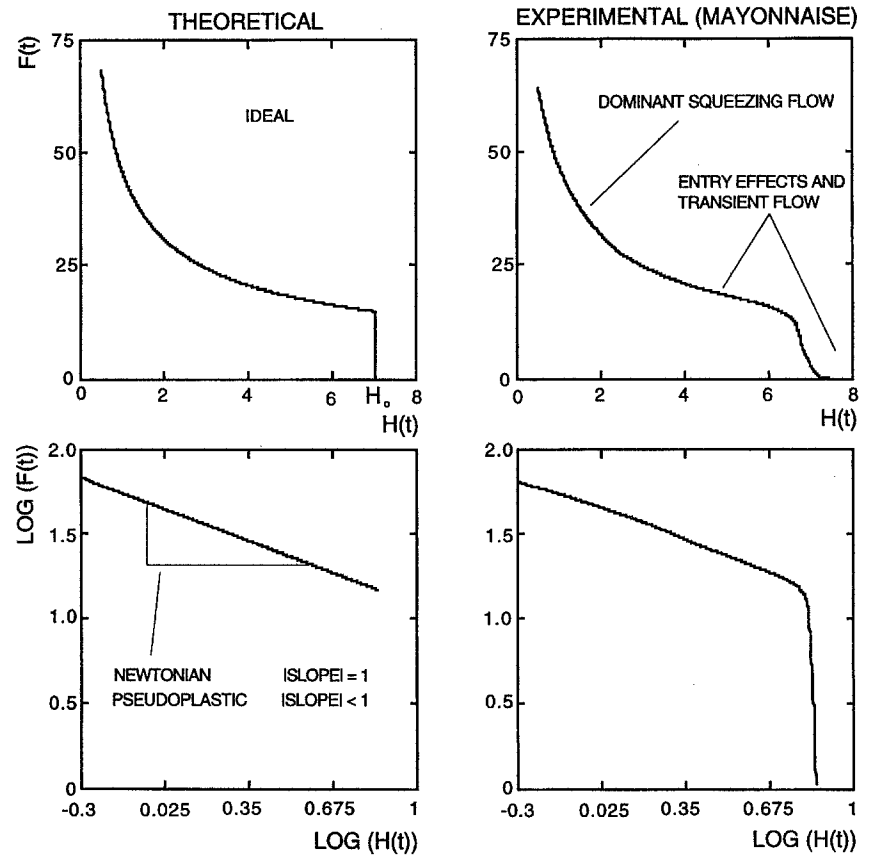 THEORETICAL
F(t)
75
50
25
0
IDEAL
0 2 4 6 H₀ 8
H(t)
EXPERIMENTAL (MAYONNAISE)
75
50
25
0
DOMINANT SQUEEZING FLOW
ENTRY EFFECTS AND
TRANSIENT FLOW
0 2 4 6 8
H(t)
LOG (F(t))
2.0
1.5
1.0
0.5
0
NEWTONIAN |SLOPE| = 1
PSEUDOPLASTIC |SLOPE| < 1
-0.3 0.025 0.35 0.675 1
LOG (H(t))
2.0
1.5
1.0
0.5
0
-0.3 0.025 0.35 0.675 1
LOG (H(t))